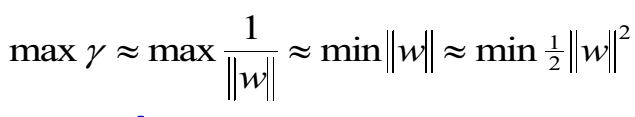 max γ ≈ max 1/‖w‖ ≈ min‖w‖ ≈ min ½‖w‖²